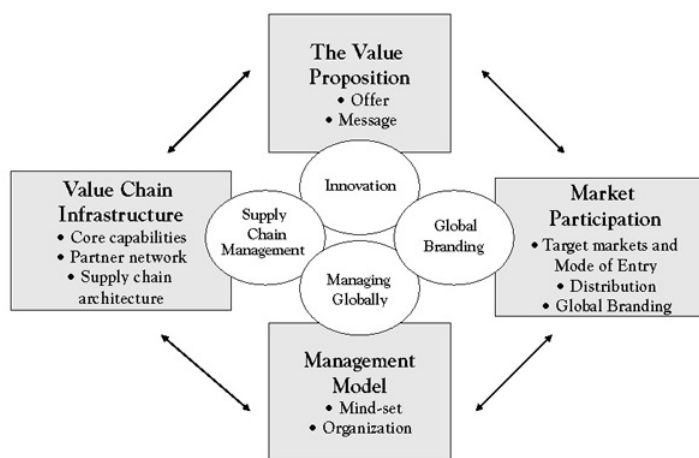 The Value
Proposition
• Offer
• Message
Innovation
Value Chain
Infrastructure
• Core capabilities
• Partner network
• Supply chain
architecture
Supply
Chain
Management
Global
Branding
Market
Participation
• Target markets and
Mode of Entry
• Distribution
• Global Branding
Managing
Globally
Management
Model
• Mind-set
• Organization